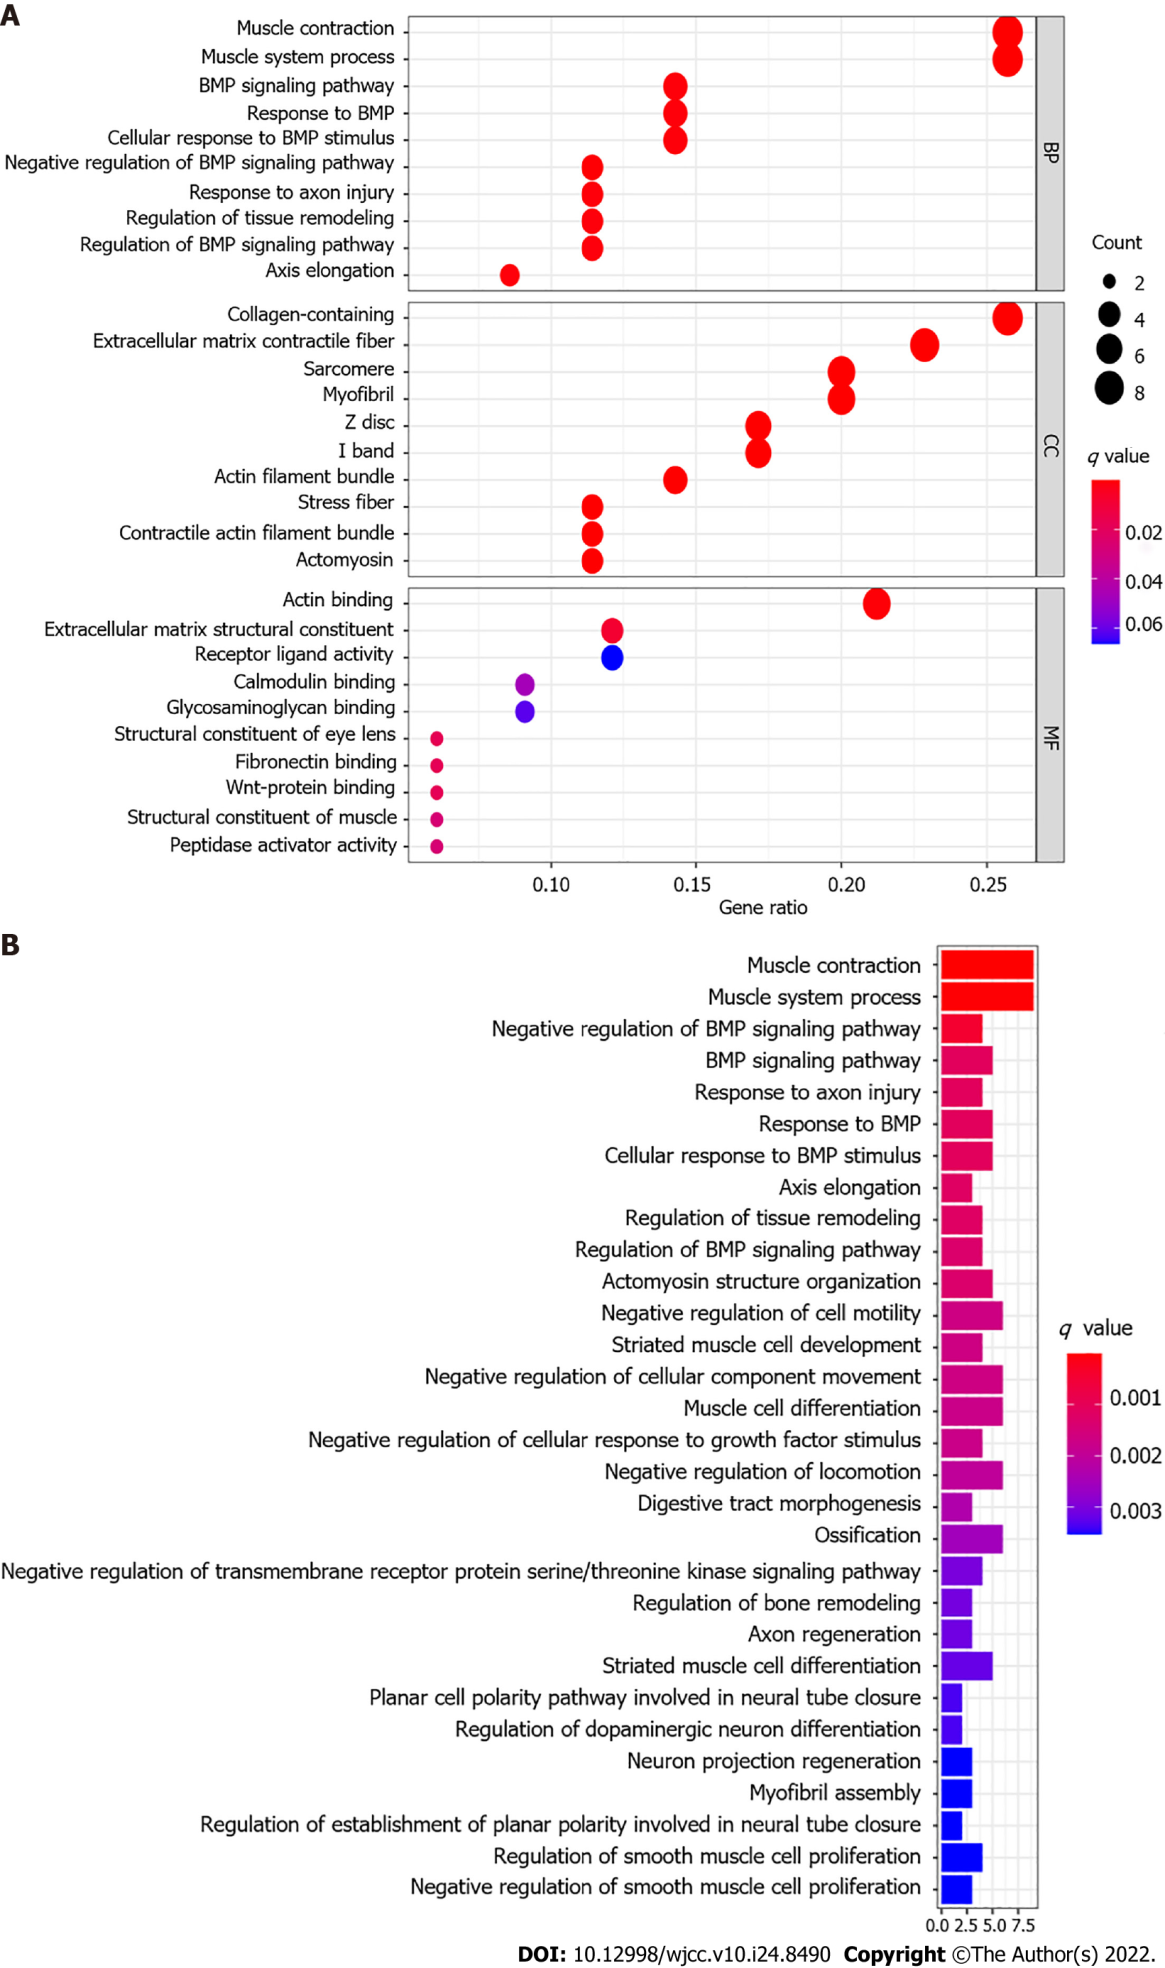 A
Muscle contraction
Muscle system process
BMP signaling pathway
Response to BMP
Cellular response to BMP stimulus
Negative regulation of BMP signaling pathway
Response to axon injury
Regulation of tissue remodeling
Regulation of BMP signaling pathway
Axis elongation
BP
Collagen-containing
Extracellular matrix contractile fiber
Sarcomere
Myofibril
Z disc
I band
Actin filament bundle
Stress fiber
Contractile actin filament bundle
Actomyosin
CC
Actin binding
Extracellular matrix structural constituent
Receptor ligand activity
Calmodulin binding
Glycosaminoglycan binding
Structural constituent of eye lens
Fibronectin binding
Wnt-protein binding
Structural constituent of muscle
Peptidase activator activity
MF
0.10 0.15 0.20 0.25
Gene ratio
Count
2
4
6
8
q value
0.02
0.04
0.06
B
Muscle contraction
Muscle system process
Negative regulation of BMP signaling pathway
BMP signaling pathway
Response to axon injury
Response to BMP
Cellular response to BMP stimulus
Axis elongation
Regulation of tissue remodeling
Regulation of BMP signaling pathway
Actomyosin structure organization
Negative regulation of cell motility
Striated muscle cell development
Negative regulation of cellular component movement
Muscle cell differentiation
Negative regulation of cellular response to growth factor stimulus
Negative regulation of locomotion
Digestive tract morphogenesis
Ossification
Negative regulation of transmembrane receptor protein serine/threonine kinase signaling pathway
Regulation of bone remodeling
Axon regeneration
Striated muscle cell differentiation
Planar cell polarity pathway involved in neural tube closure
Regulation of dopaminergic neuron differentiation
Neuron projection regeneration
Myofibril assembly
Regulation of establishment of planar polarity involved in neural tube closure
Regulation of smooth muscle cell proliferation
Negative regulation of smooth muscle cell proliferation
0.0 2.5 5.0 7.5
q value
0.001
0.002
0.003
DOI: 10.12998/wjcc.v10.i24.8490 Copyright ©The Author(s) 2022.